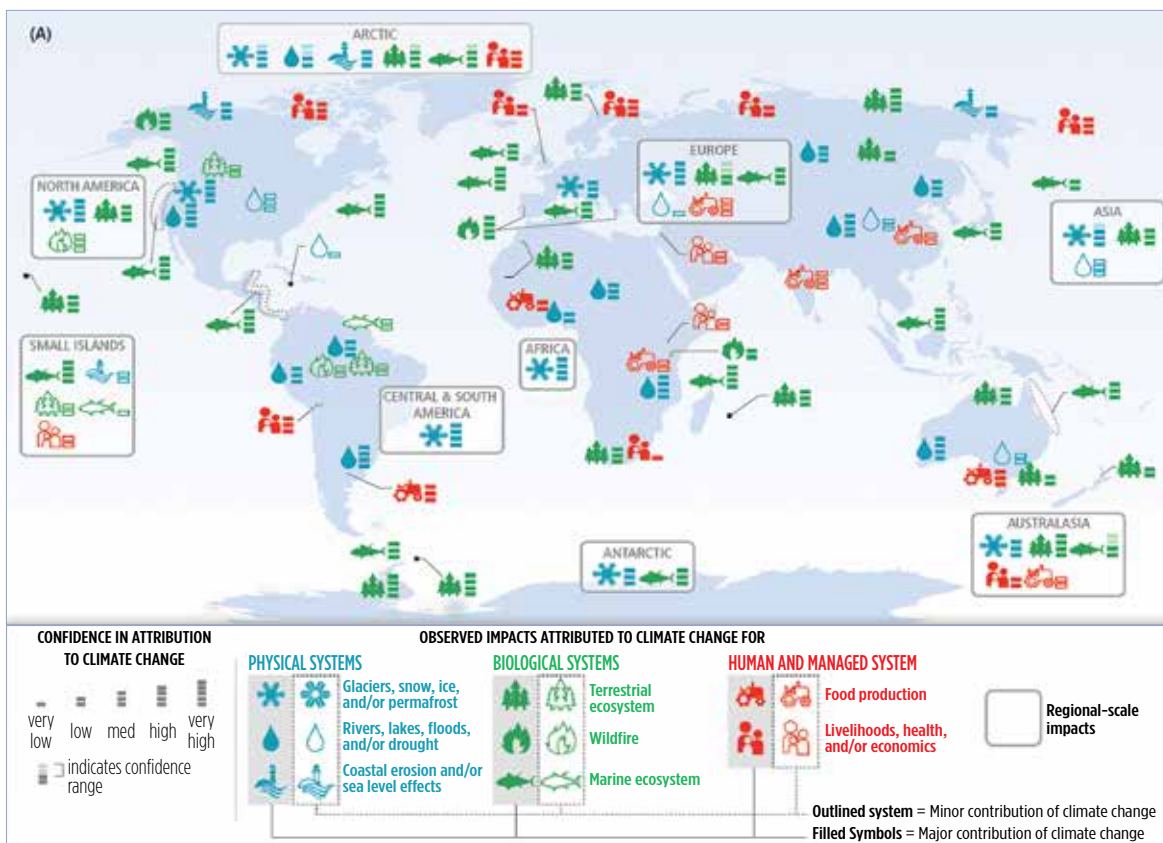 (A)
ARCTIC
EUROPE
NORTH AMERICA
ASIA
SMALL ISLANDS
AFRICA
CENTRAL & SOUTH
AMERICA
ANTARCTIC
AUSTRALASIA
CONFIDENCE IN ATTRIBUTION
TO CLIMATE CHANGE
very low
low
med
high
very high
indicates confidence
range
OBSERVED IMPACTS ATTRIBUTED TO CLIMATE CHANGE FOR
PHYSICAL SYSTEMS
Glaciers, snow, ice,
and/or permafrost
Rivers, lakes, floods,
and/or drought
Coastal erosion and/or
sea level effects
BIOLOGICAL SYSTEMS
Terrestrial
ecosystem
Wildfire
Marine ecosystem
HUMAN AND MANAGED SYSTEM
Food production
Livelihoods, health,
and/or economics
Regional-scale
impacts
Outlined system = Minor contribution of climate change
Filled Symbols = Major contribution of climate change